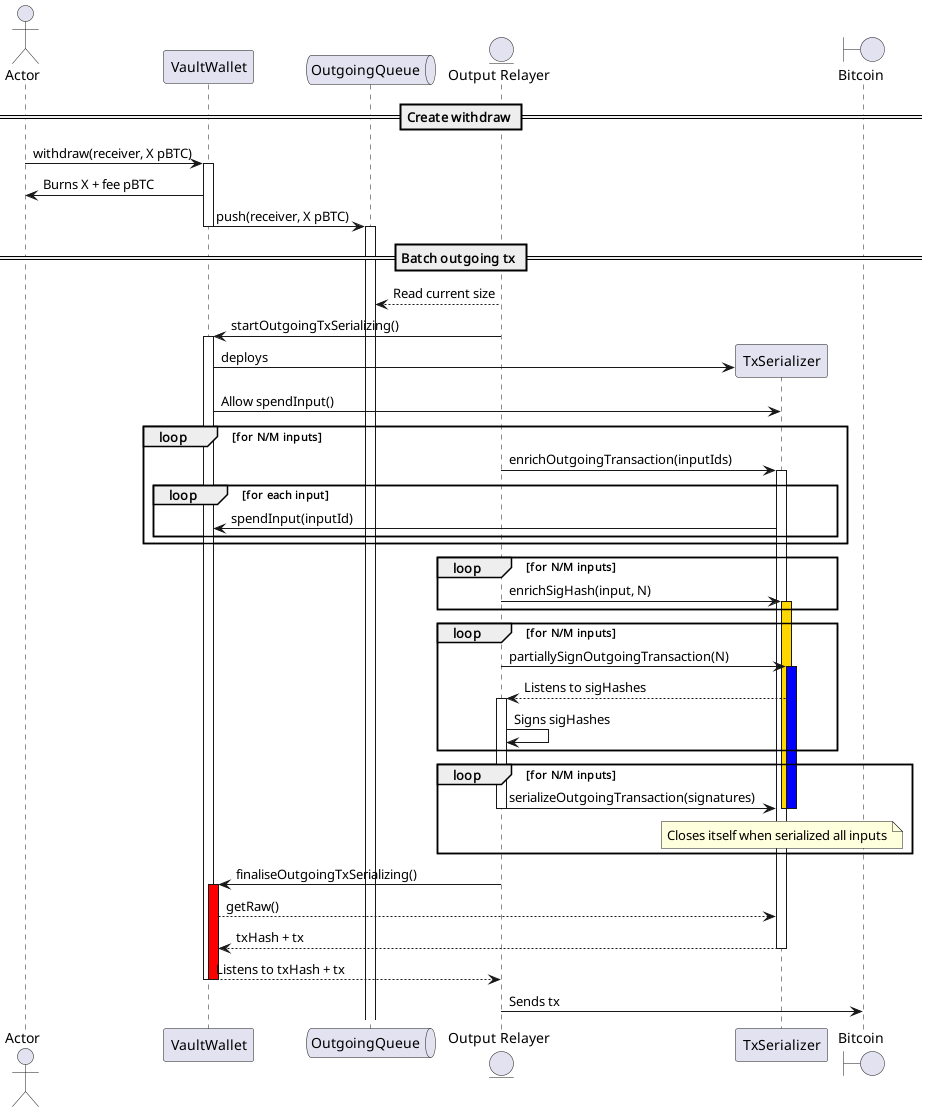 Actor
VaultWallet
OutgoingQueue
Output Relayer
Bitcoin
Create withdraw
withdraw(receiver, X pBTC)
Burns X + fee pBTC
push(receiver, X pBTC)
Batch outgoing tx
Read current size
startOutgoingTxSerializing()
deploys
TxSerializer
Allow spendInput()
loop [for N/M inputs]
enrichOutgoingTransaction(inputIds)
loop [for each input]
spendInput(inputId)
loop [for N/M inputs]
enrichSigHash(input, N)
loop [for N/M inputs]
partiallySignOutgoingTransaction(N)
Listens to sigHashes
Signs sigHashes
loop [for N/M inputs]
serializeOutgoingTransaction(signatures)
Closes itself when serialized all inputs
finaliseOutgoingTxSerializing()
getRaw()
txHash + tx
Listens to txHash + tx
Sends tx
Actor
VaultWallet
OutgoingQueue
Output Relayer
TxSerializer
Bitcoin